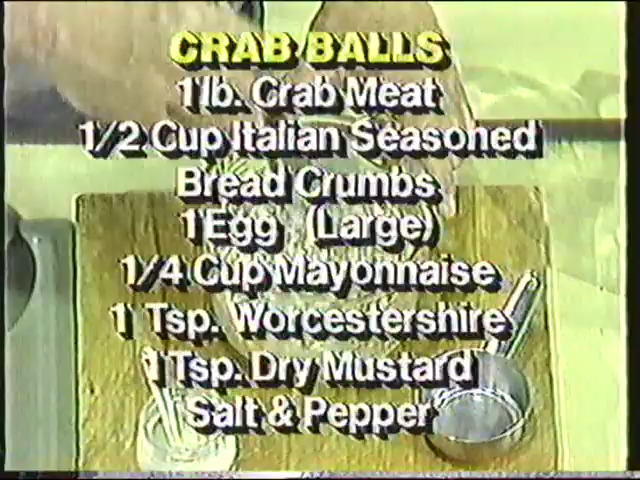 CRAB BALLS
1 lb. Crab Meat
1/2 Cup Italian Seasoned
Bread Crumbs
1 Egg (Large)
1/4 Cup Mayonnaise
1 Tsp. Worcestershire
1 Tsp. Dry Mustard
Salt & Pepper